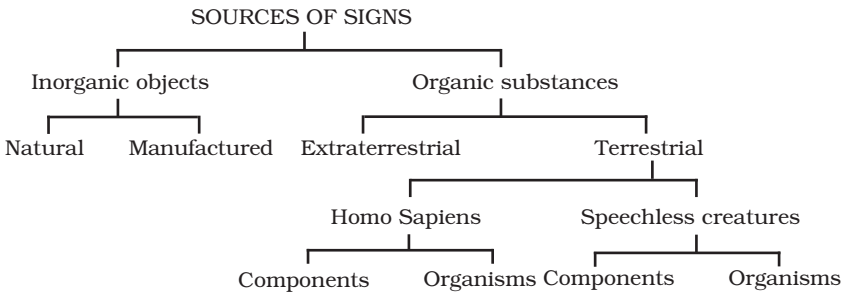 SOURCES OF SIGNS
Inorganic objects Organic substances
Natural Manufactured Extraterrestrial Terrestrial
Homo Sapiens Speechless creatures
Components Organisms Components Organisms